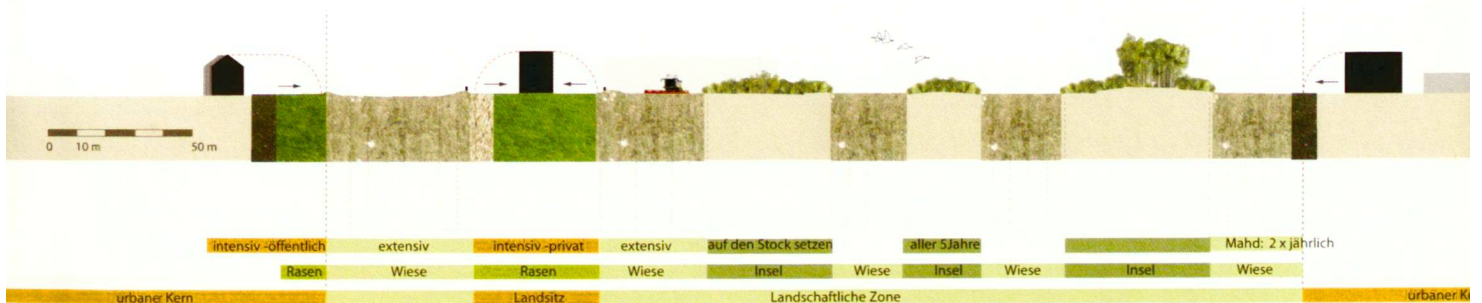 0 10 m 50 m
intensiv -öffentlich extensiv intensiv -privat extensiv auf den Stock setzen aller 5Jahre Mahd: 2 x jährlich
Rasen Wiese Rasen Wiese Insel Wiese Insel Wiese Insel Wiese
urbaner Kern Landsitz Landschaftliche Zone urbaner